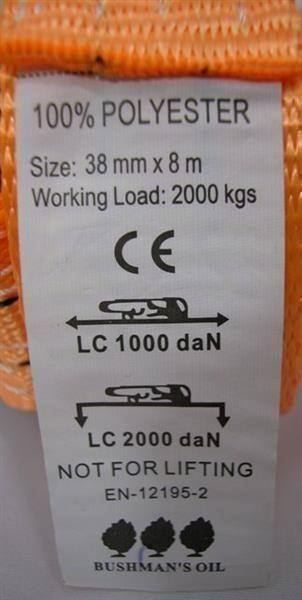 100% POLYESTER
Size: 38 mm x 8 m
Working Load: 2000 kgs
CE
LC 1000 daN
LC 2000 daN
NOT FOR LIFTING
EN-12195-2
BUSHMAN'S OIL